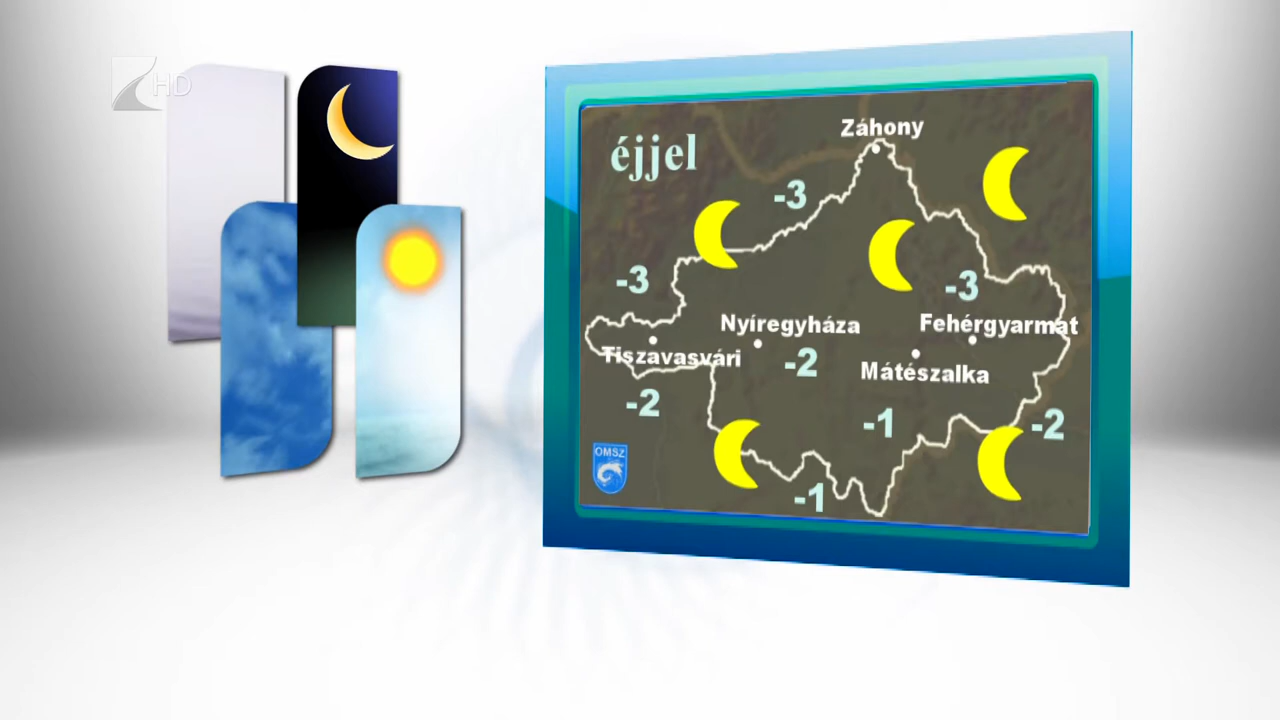 HD
éjjel
Záhony
-3
-3
-3
Nyíregyháza
Fehérgyarmat
Tiszavasvári
-2
Mátészalka
-2
-1
-2
-1
OMSZ